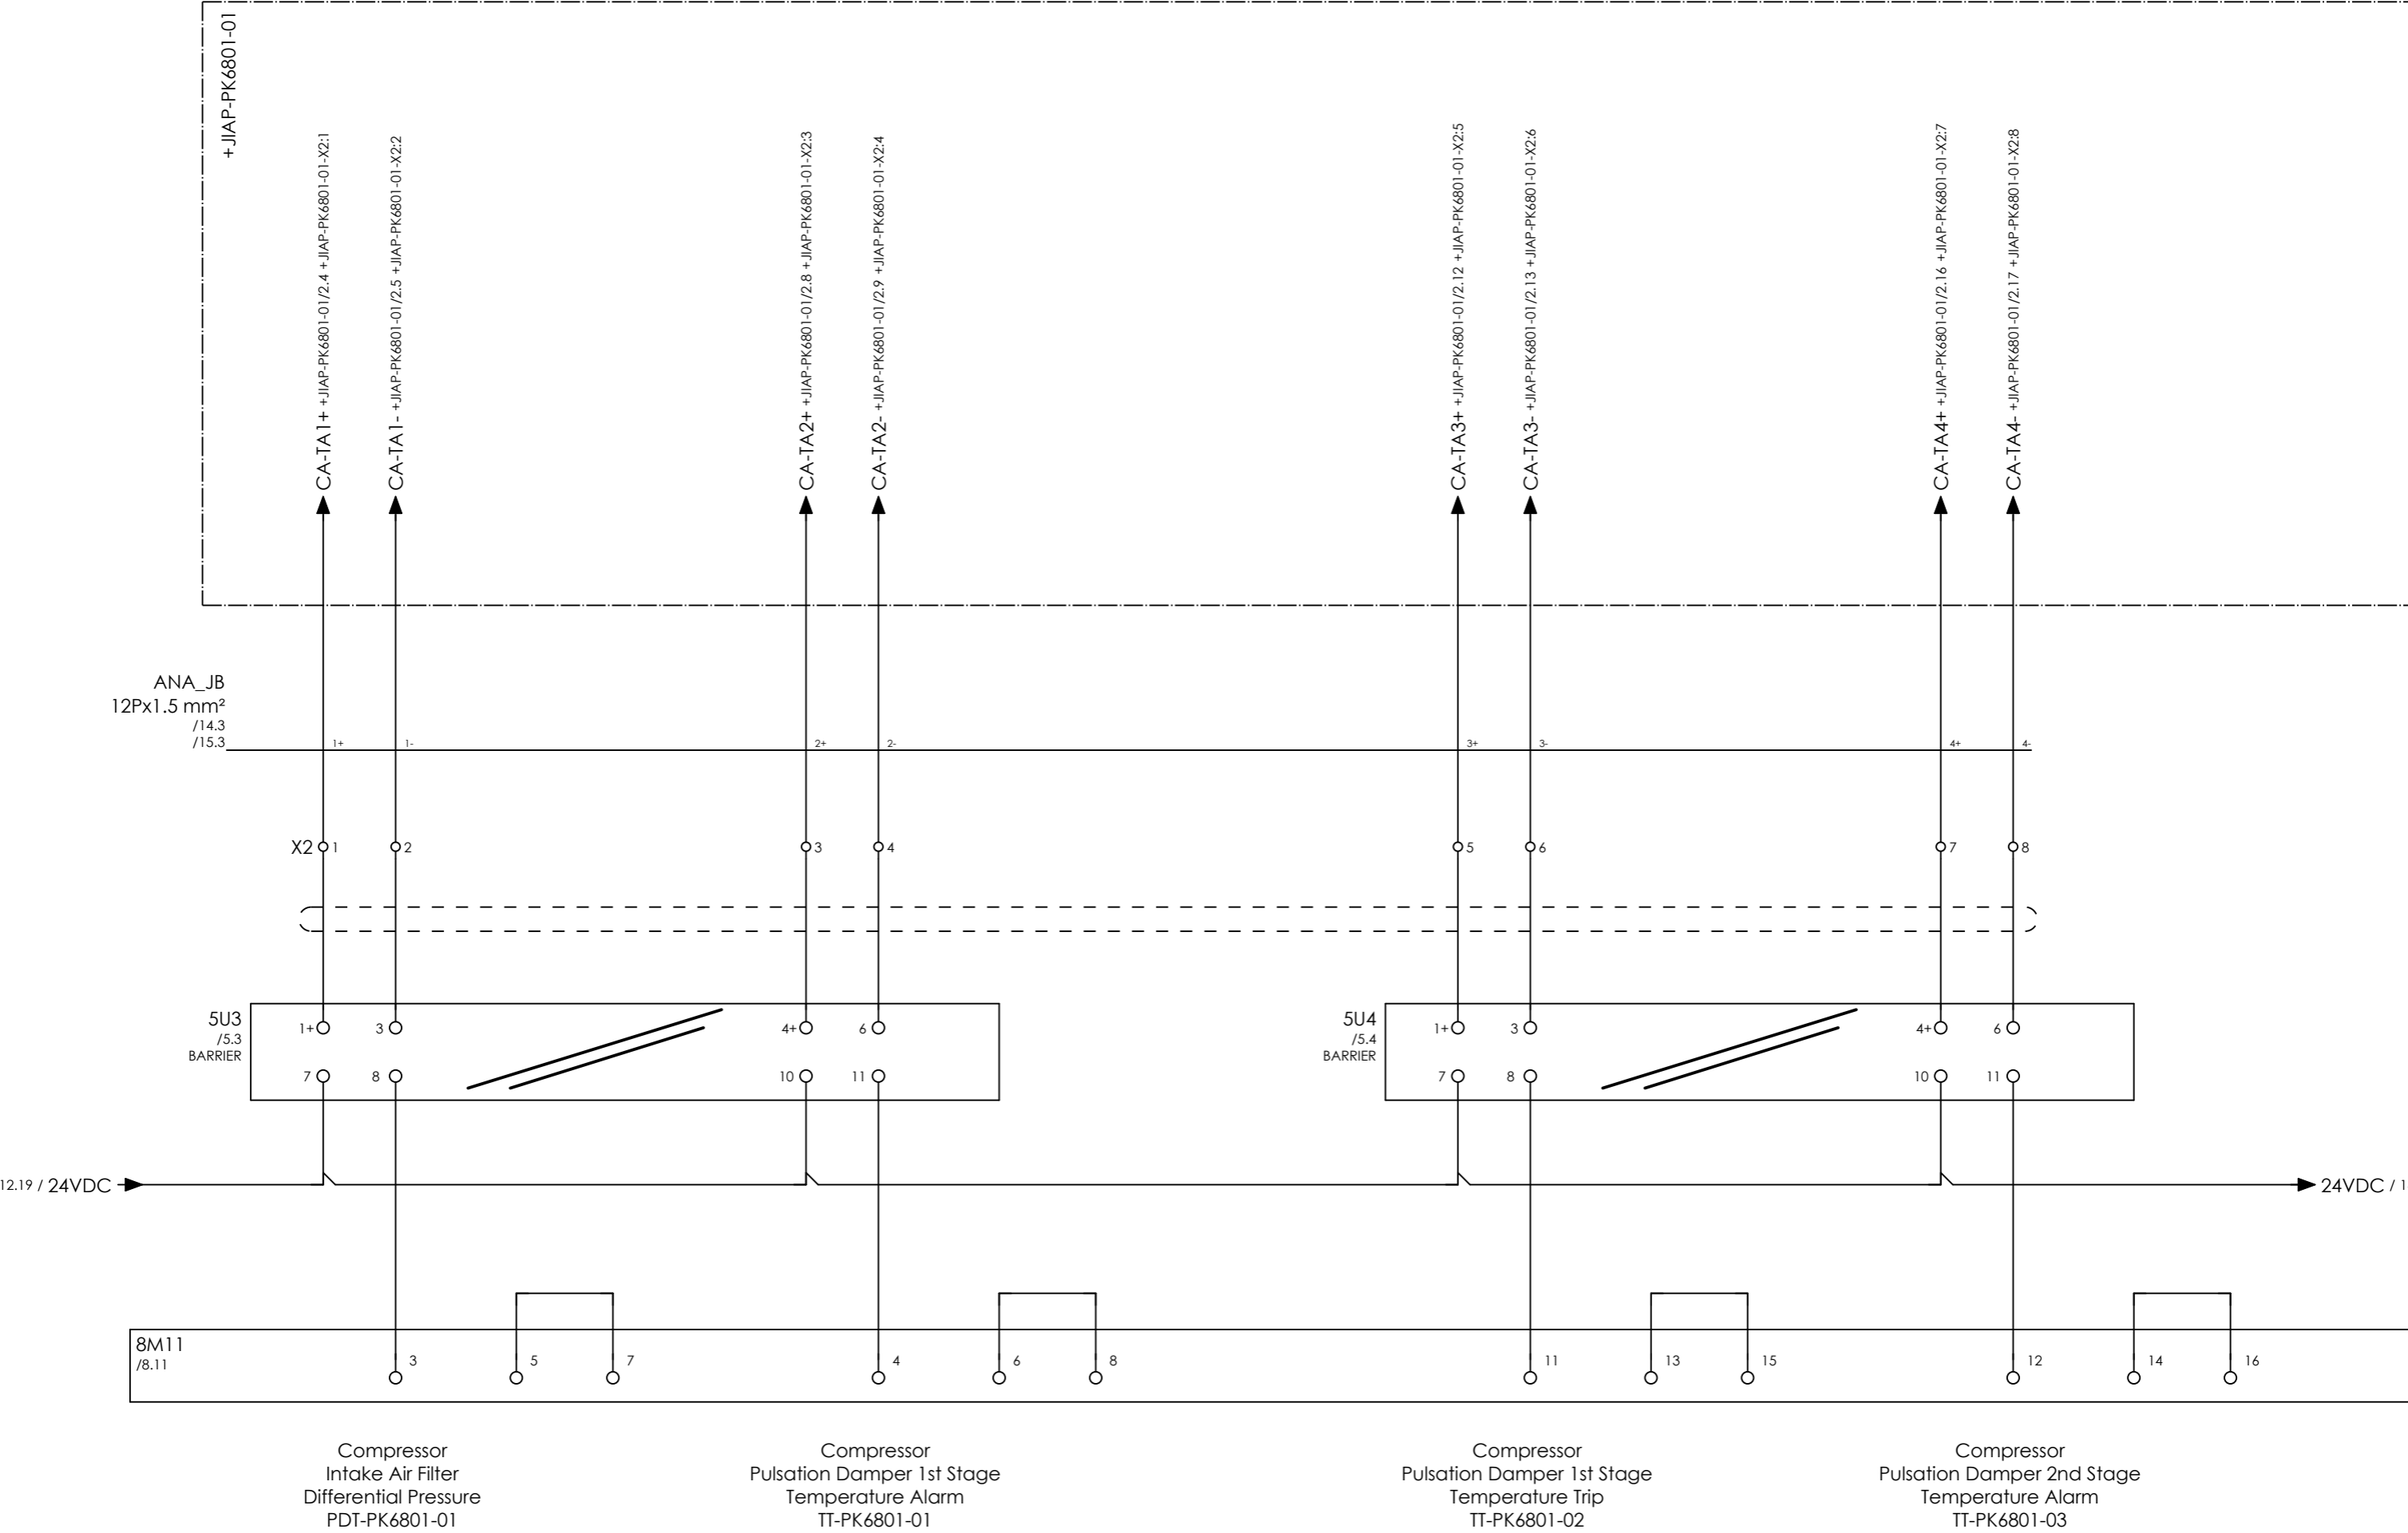 +JIAP-PK6801-01
CA-TA1+ +JIAP-PK6801-01/2.4 +JIAP-PK6801-01-X2:1
CA-TA1- +JIAP-PK6801-01/2.5 +JIAP-PK6801-01-X2:2
CA-TA2+ +JIAP-PK6801-01/2.8 +JIAP-PK6801-01-X2:3
CA-TA2- +JIAP-PK6801-01/2.9 +JIAP-PK6801-01-X2:4
CA-TA3+ +JIAP-PK6801-01/2.12 +JIAP-PK6801-01-X2:5
CA-TA3- +JIAP-PK6801-01/2.13 +JIAP-PK6801-01-X2:6
CA-TA4+ +JIAP-PK6801-01/2.16 +JIAP-PK6801-01-X2:7
CA-TA4- +JIAP-PK6801-01/2.17 +JIAP-PK6801-01-X2:8
ANA_JB
12Px1.5 mm²
/14.3
/15.3
1+ 1- 2+ 2- 3+ 3- 4+ 4-
X2 1 2 3 4 5 6 7 8
5U3
/5.3
BARRIER
1+ 3 4+ 6
7 8 10 11
5U4
/5.4
BARRIER
1+ 3 4+ 6
7 8 10 11
12.19 / 24VDC
24VDC / 1
8M11
/8.11
3 5 7 4 6 8 11 13 15 12 14 16
Compressor
Intake Air Filter
Differential Pressure
PDT-PK6801-01
Compressor
Pulsation Damper 1st Stage
Temperature Alarm
TT-PK6801-01
Compressor
Pulsation Damper 1st Stage
Temperature Trip
TT-PK6801-02
Compressor
Pulsation Damper 2nd Stage
Temperature Alarm
TT-PK6801-03